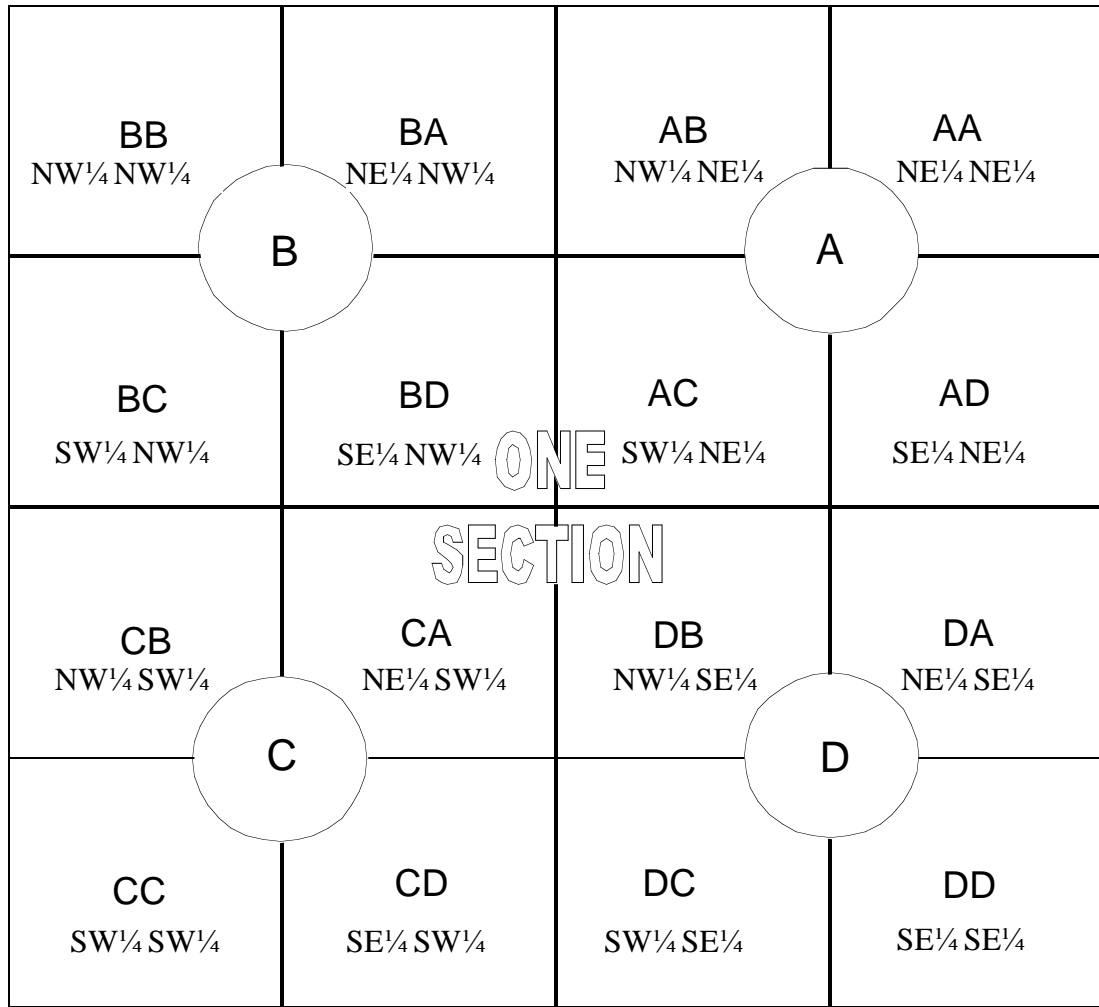 BB
NW¼ NW¼
BA
NE¼ NW¼
AB
NW¼ NE¼
AA
NE¼ NE¼
B
A
BC
SW¼ NW¼
BD
SE¼ NW¼
AC
SW¼ NE¼
AD
SE¼ NE¼
ONE
SECTION
CB
NW¼ SW¼
CA
NE¼ SW¼
DB
NW¼ SE¼
DA
NE¼ SE¼
C
D
CC
SW¼ SW¼
CD
SE¼ SW¼
DC
SW¼ SE¼
DD
SE¼ SE¼